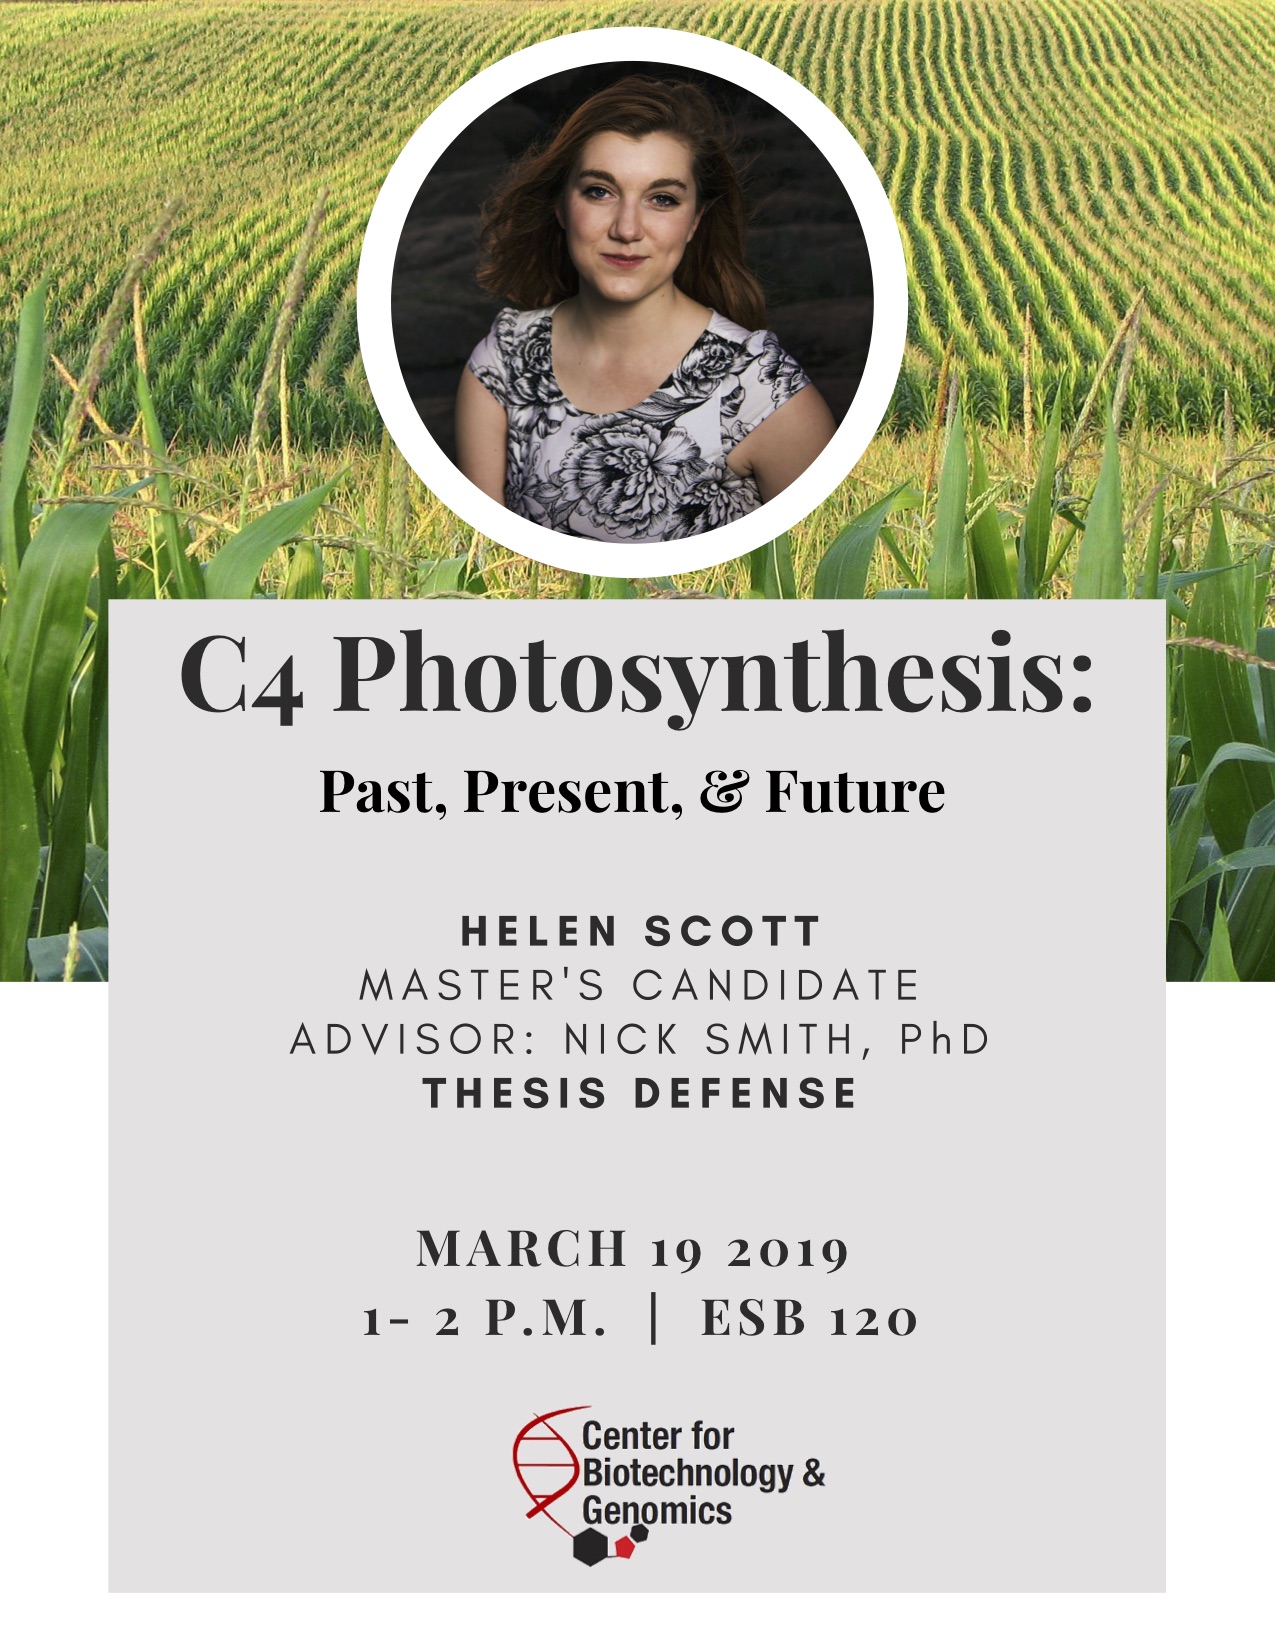 C4 Photosynthesis:
Past, Present, & Future
HELEN SCOTT
MASTER'S CANDIDATE
ADVISOR: NICK SMITH, PhD
THESIS DEFENSE
MARCH 19 2019
1- 2 P.M. | ESB 120
Center for
Biotechnology &
Genomics